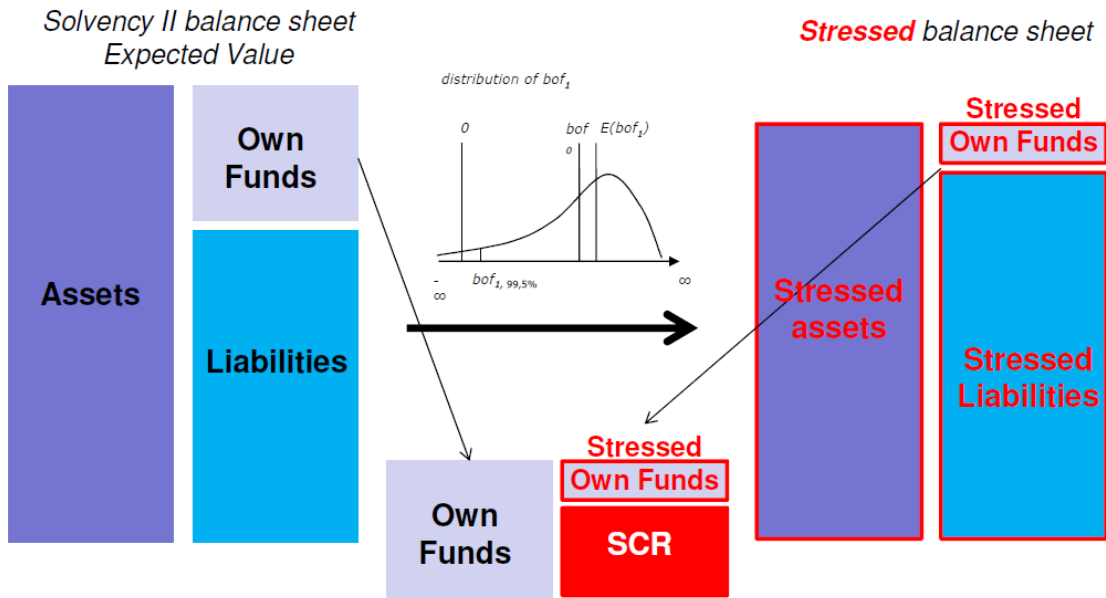 Solvency II balance sheet
Expected Value
Stressed balance sheet
distribution of bof1
0
bof
0
E(bof1)
bof1, 99,5%
-
∞
∞
Assets
Own
Funds
Liabilities
Stressed
Own Funds
Stressed
assets
Stressed
Liabilities
Own
Funds
Stressed
Own Funds
SCR